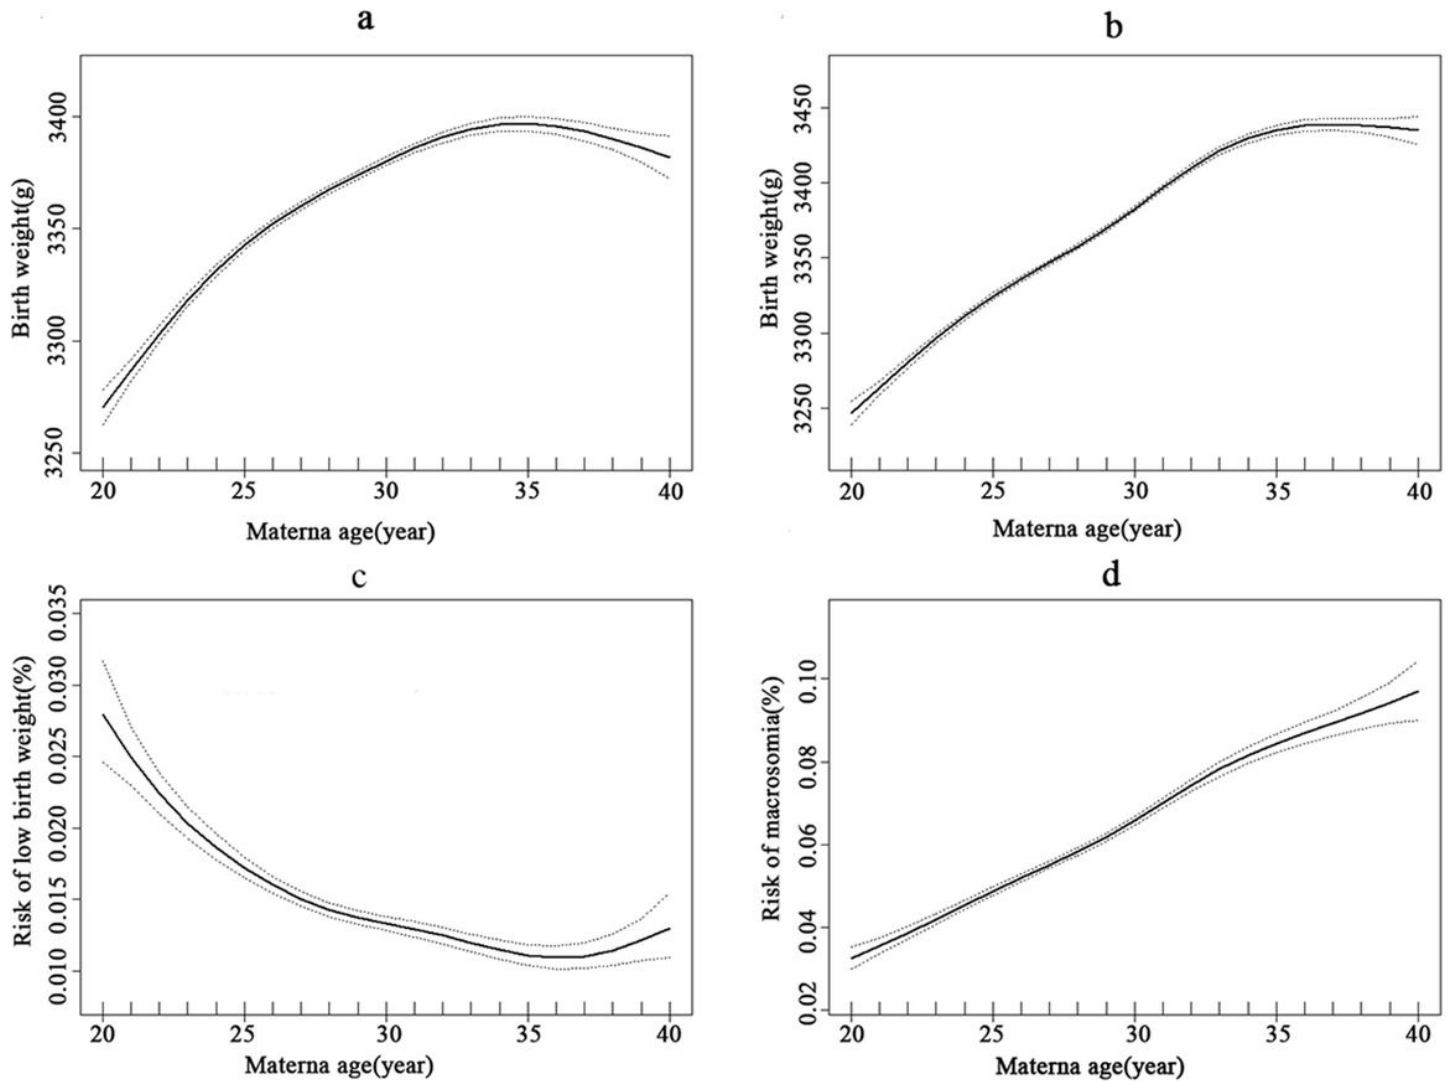 a
Birth weight(g)
3400
3350
3300
3250
20 25 30 35 40
Materna age(year)
b
Birth weight(g)
3450
3400
3350
3300
3250
20 25 30 35 40
Materna age(year)
c
Risk of low birth weight(%)
0.035
0.030
0.025
0.020
0.015
0.010
20 25 30 35 40
Materna age(year)
d
Risk of macrosomia(%)
0.10
0.08
0.06
0.04
0.02
20 25 30 35 40
Materna age(year)